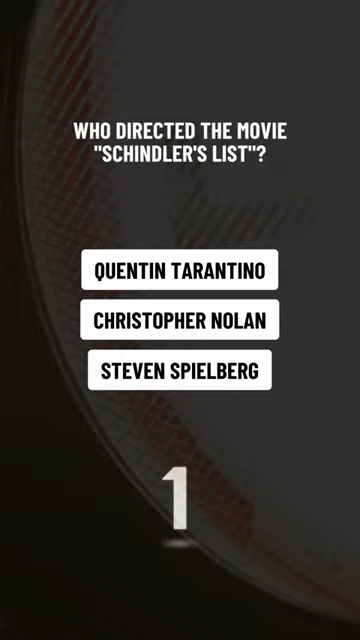 WHO DIRECTED THE MOVIE
"SCHINDLER'S LIST"?
QUENTIN TARANTINO
CHRISTOPHER NOLAN
STEVEN SPIELBERG
1